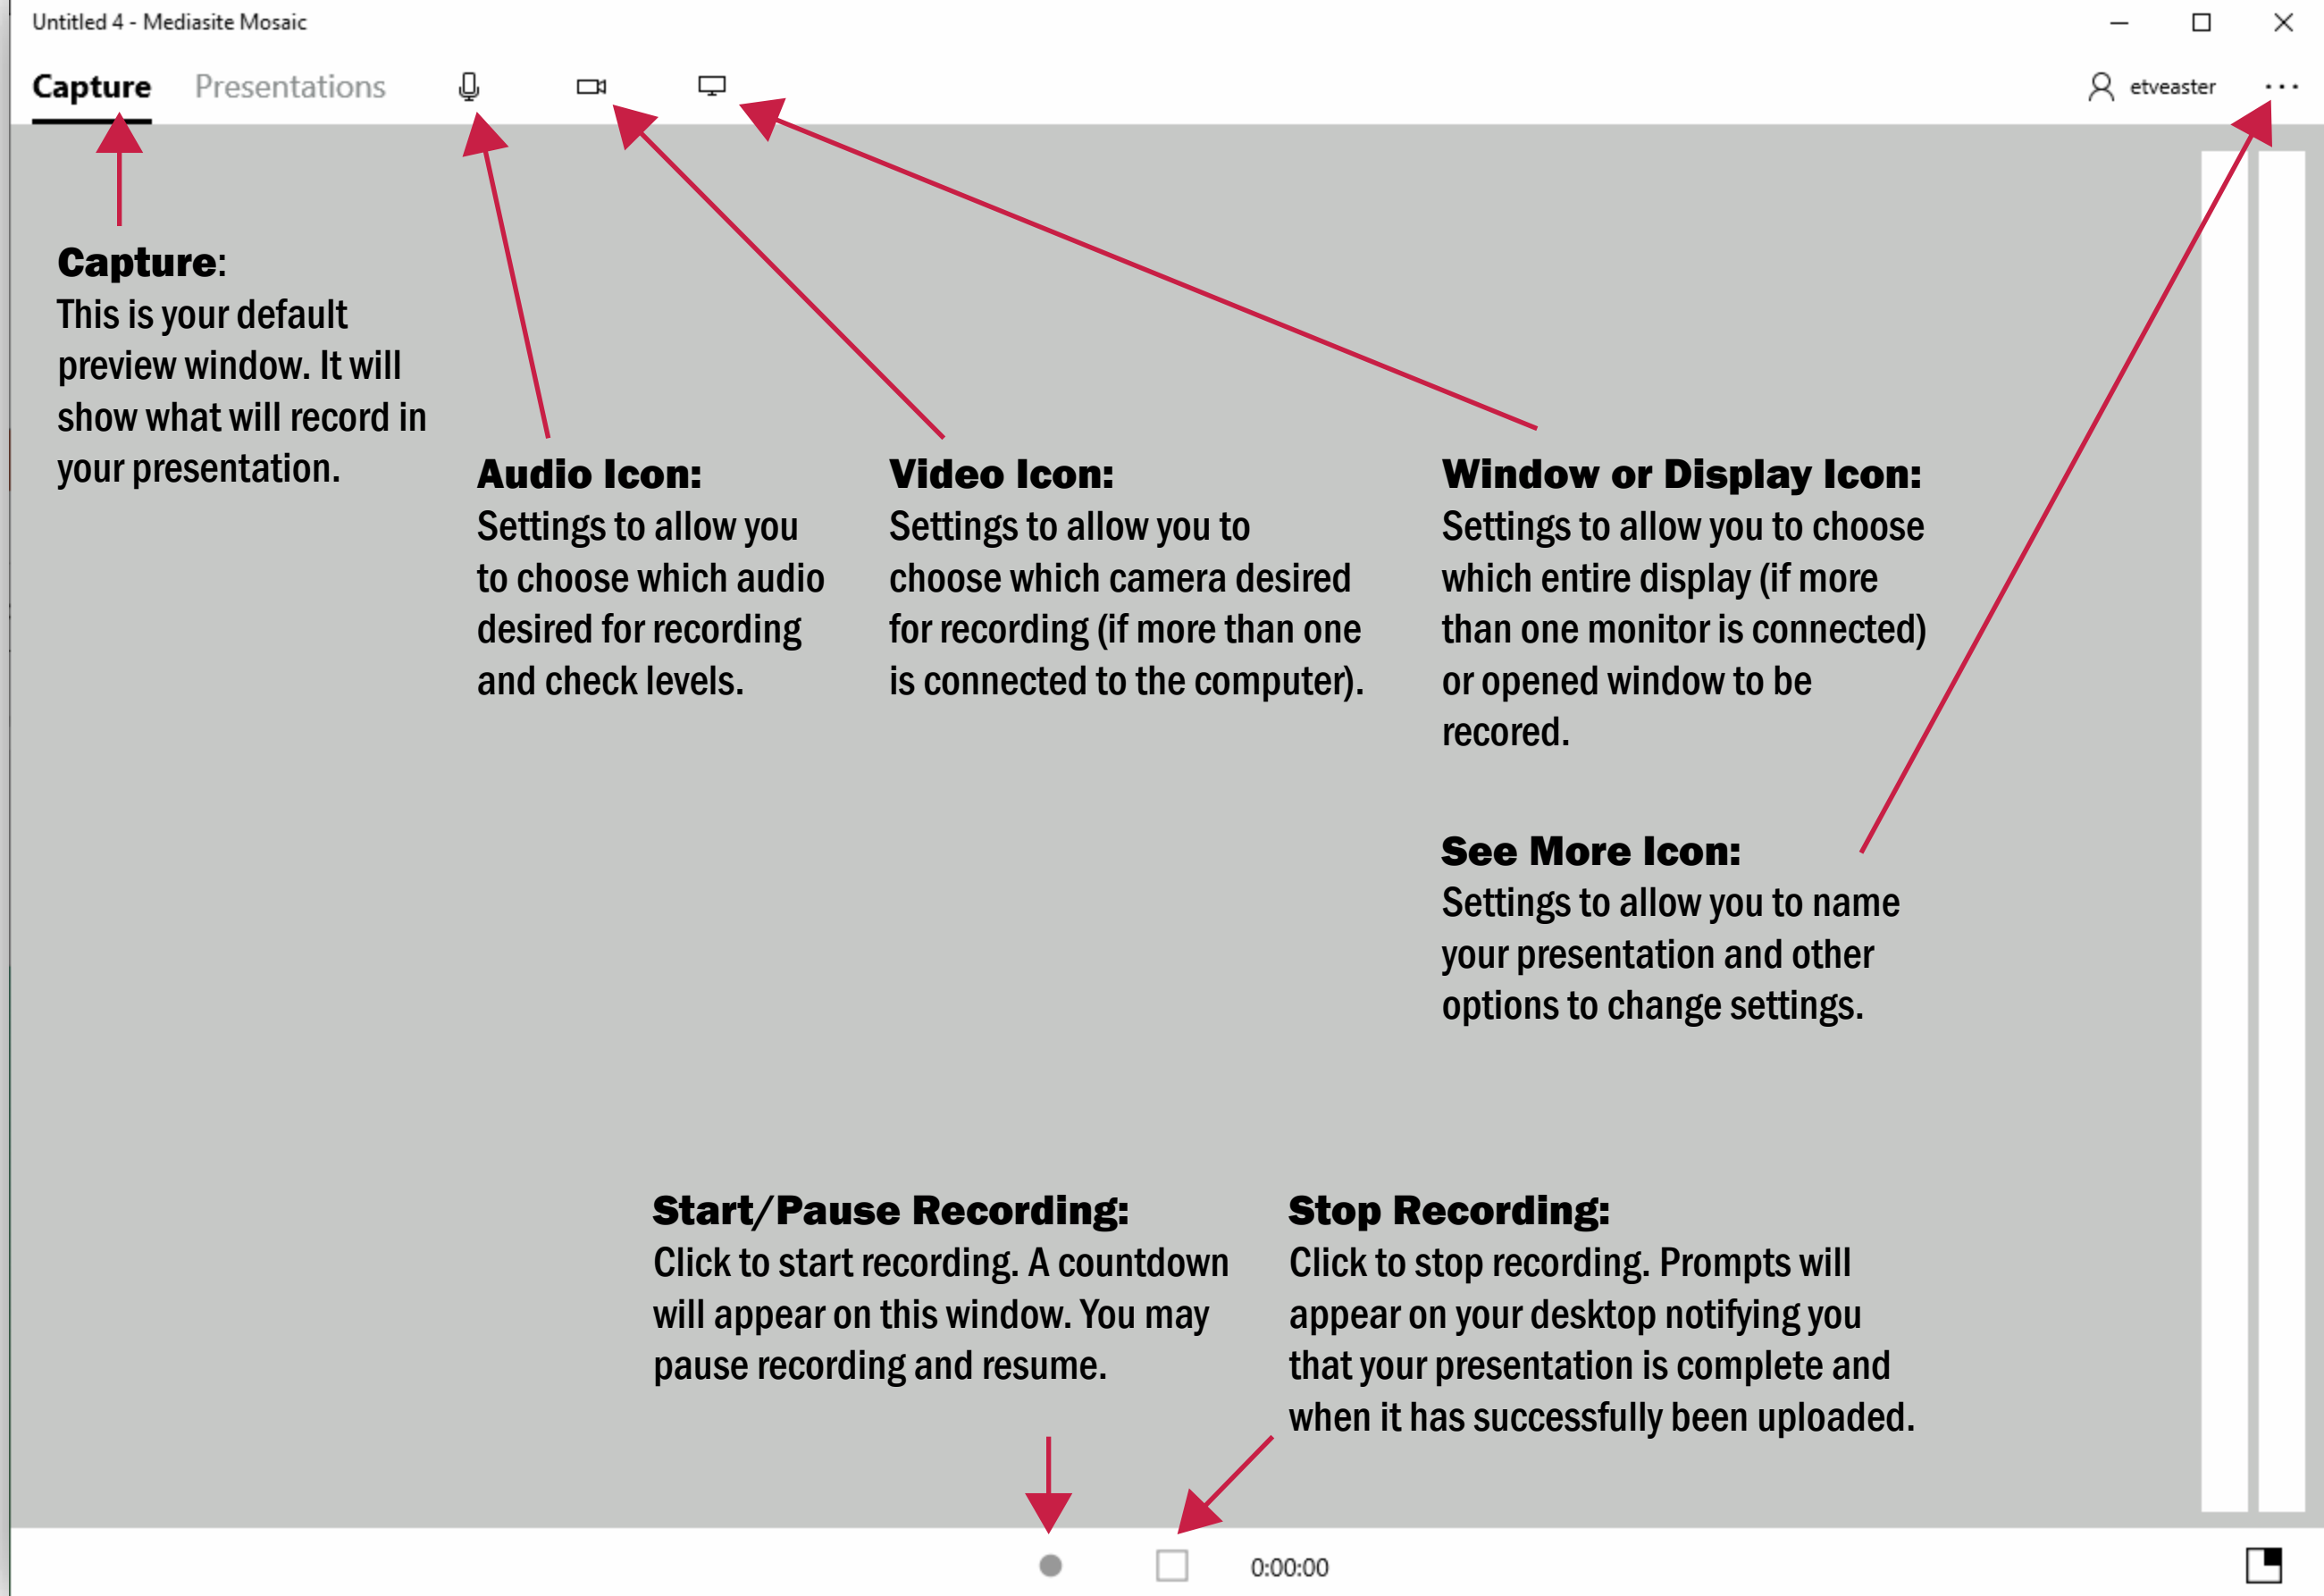 Untitled 4 - Mediasite Mosaic
Capture Presentations
etveaster
Capture:
This is your default
preview window. It will
show what will record in
your presentation.
Audio Icon:
Settings to allow you
to choose which audio
desired for recording
and check levels.
Video Icon:
Settings to allow you to
choose which camera desired
for recording (if more than one
is connected to the computer).
Window or Display Icon:
Settings to allow you to choose
which entire display (if more
than one monitor is connected)
or opened window to be
recored.
See More Icon:
Settings to allow you to name
your presentation and other
options to change settings.
Start/Pause Recording:
Click to start recording. A countdown
will appear on this window. You may
pause recording and resume.
Stop Recording:
Click to stop recording. Prompts will
appear on your desktop notifying you
that your presentation is complete and
when it has successfully been uploaded.
0:00:00